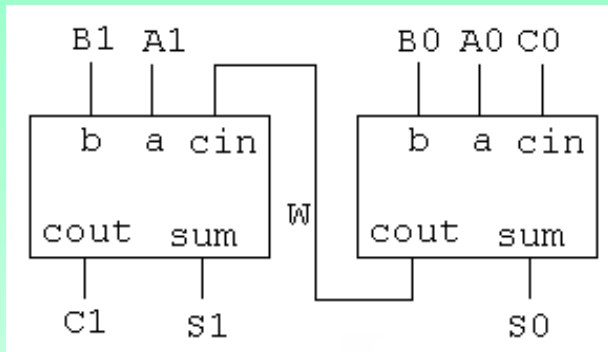 B1 A1 B0 A0 C0
b a cin b a cin
W
cout sum cout sum
C1 S1 S0